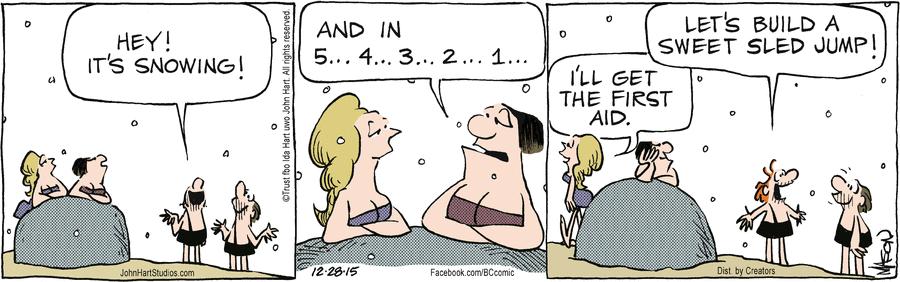 HEY!
IT'S SNOWING!
JohnHartStudios.com
©Trust fbo Ida Hart uwo John Hart. All rights reserved.
AND IN
5... 4... 3... 2... 1...
12-28-15
Facebook.com/BCcomic
I'LL GET
THE FIRST
AID.
LET'S BUILD A
SWEET SLED JUMP!
Dist. by Creators